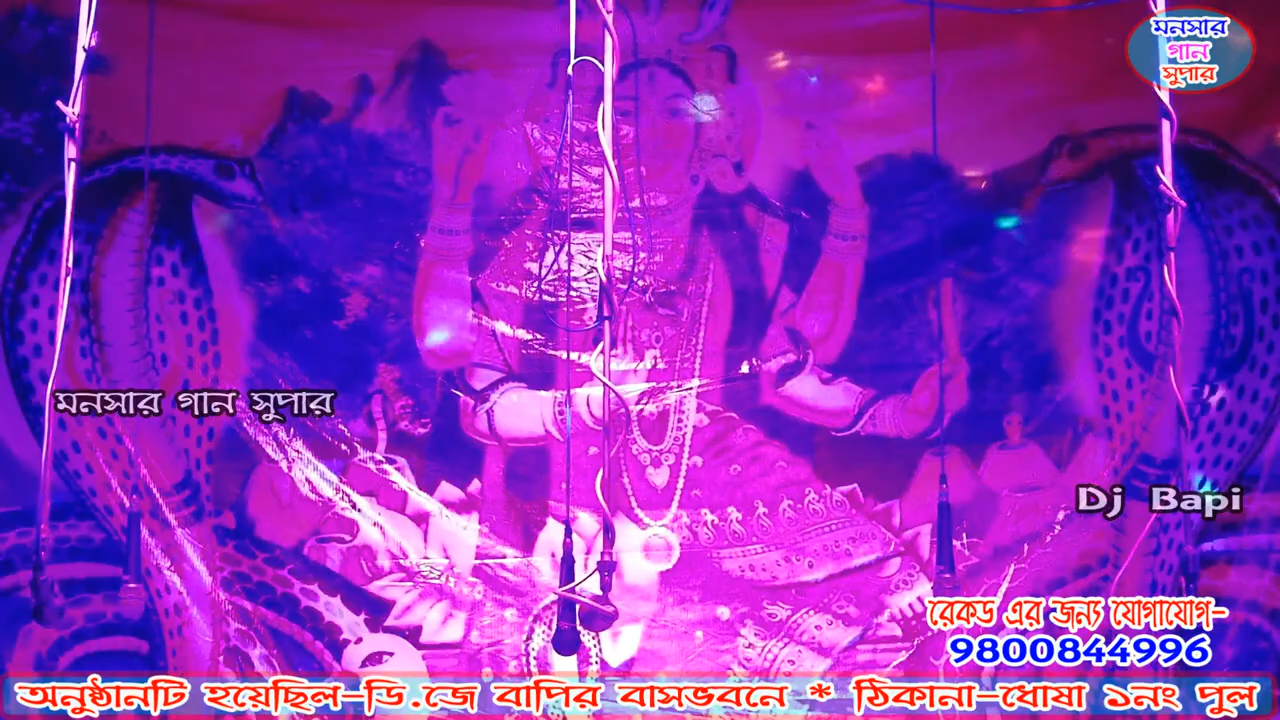 মনসার
গান
সুপার
মনসার গান সুপার
Dj Bapi
রেকড এর জন্য যোগাযোগ-
9800844996
অনুষ্ঠানটি হয়েছিল-ডি.জে বাপির বাসভবনে * ঠিকানা-ধোষা ১নং পুল